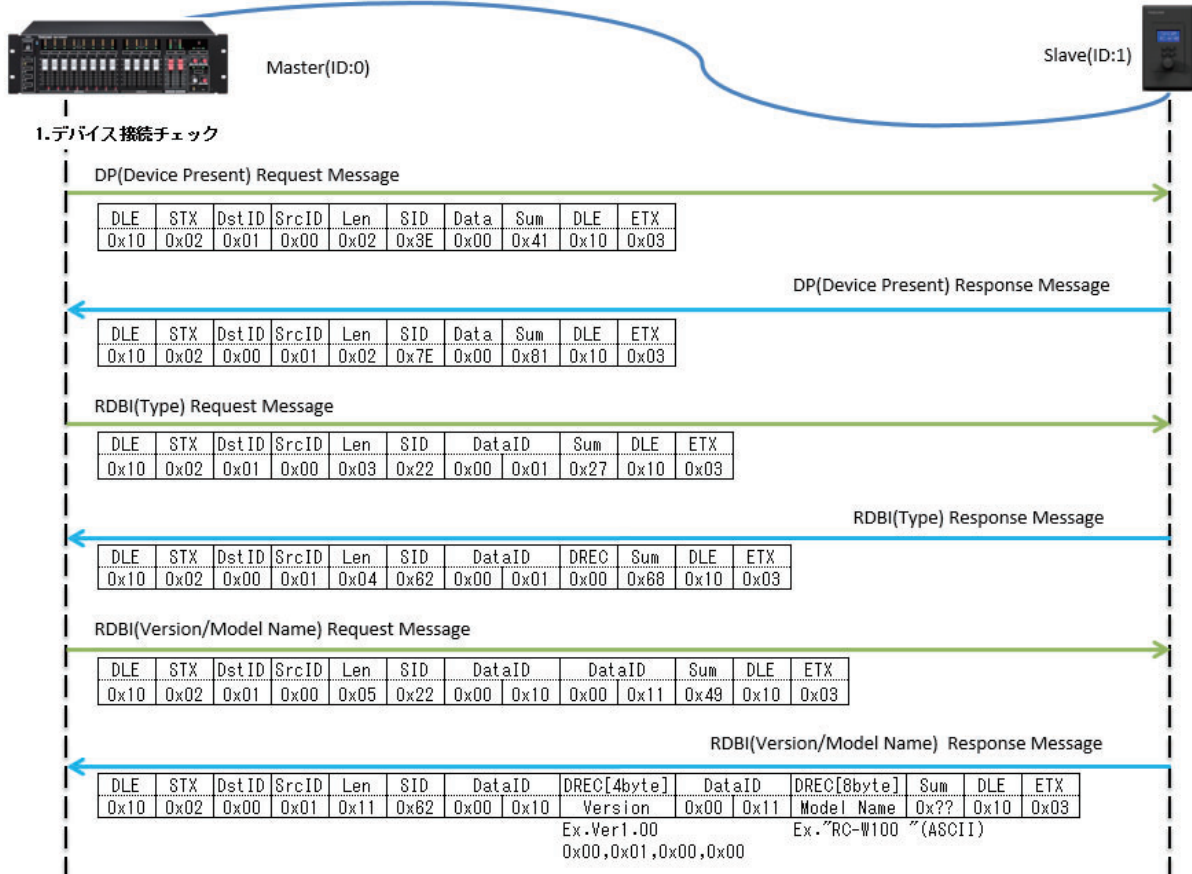 Master(ID:0)
Slave(ID:1)
1.デバイス接続チェック
DP(Device Present) Request Message
DLE STX DstID SrcID Len SID Data Sum DLE ETX
0x10 0x02 0x01 0x00 0x02 0x3E 0x00 0x41 0x10 0x03
DP(Device Present) Response Message
DLE STX DstID SrcID Len SID Data Sum DLE ETX
0x10 0x02 0x00 0x01 0x02 0x7E 0x00 0x81 0x10 0x03
RDBI(Type) Request Message
DLE STX DstID SrcID Len SID DataID Sum DLE ETX
0x10 0x02 0x01 0x00 0x03 0x22 0x00 0x01 0x27 0x10 0x03
RDBI(Type) Response Message
DLE STX DstID SrcID Len SID DataID DREC Sum DLE ETX
0x10 0x02 0x00 0x01 0x04 0x62 0x00 0x01 0x00 0x68 0x10 0x03
RDBI(Version/Model Name) Request Message
DLE STX DstID SrcID Len SID DataID DataID Sum DLE ETX
0x10 0x02 0x01 0x00 0x05 0x22 0x00 0x10 0x00 0x11 0x49 0x10 0x03
RDBI(Version/Model Name) Response Message
DLE STX DstID SrcID Len SID DataID DREC[4byte] DataID DREC[8byte] Sum DLE ETX
0x10 0x02 0x00 0x01 0x11 0x62 0x00 0x10 Version 0x00 0x11 Model Name 0x?? 0x10 0x03
Ex.Ver1.00 Ex."RC-W100 "(ASCII)
0x00,0x01,0x00,0x00